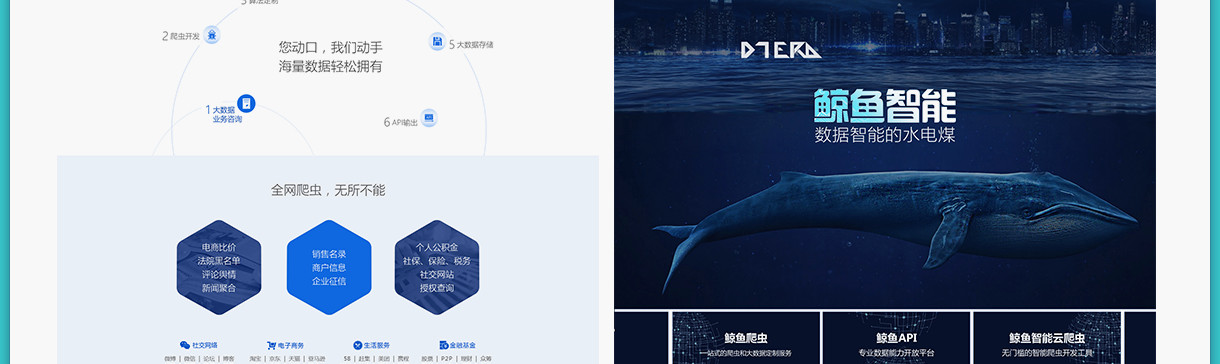 3 算法定制
2 爬虫开发
5 大数据存储
您动口，我们动手
海量数据轻松拥有
1 大数据
业务咨询
6 API输出
全网爬虫，无所不能
电商比价
法院黑名单
评论舆情
新闻聚合
销售名录
商户信息
企业征信
个人公积金
社保、保险、税务
社交网站
授权查询
社交网络
微博 | 微信 | 论坛 | 博客
电子商务
淘宝 | 京东 | 天猫 | 亚马逊
生活服务
58 | 赶集 | 美团 | 携程
金融基金
股票 | P2P | 理财 | 众筹
DTERA
鲸鱼智能
数据智能的水电煤
鲸鱼爬虫
一站式的爬虫和大数据定制服务
鲸鱼API
专业数据能力开放平台
鲸鱼智能云爬虫
无门槛的智能爬虫开发工具